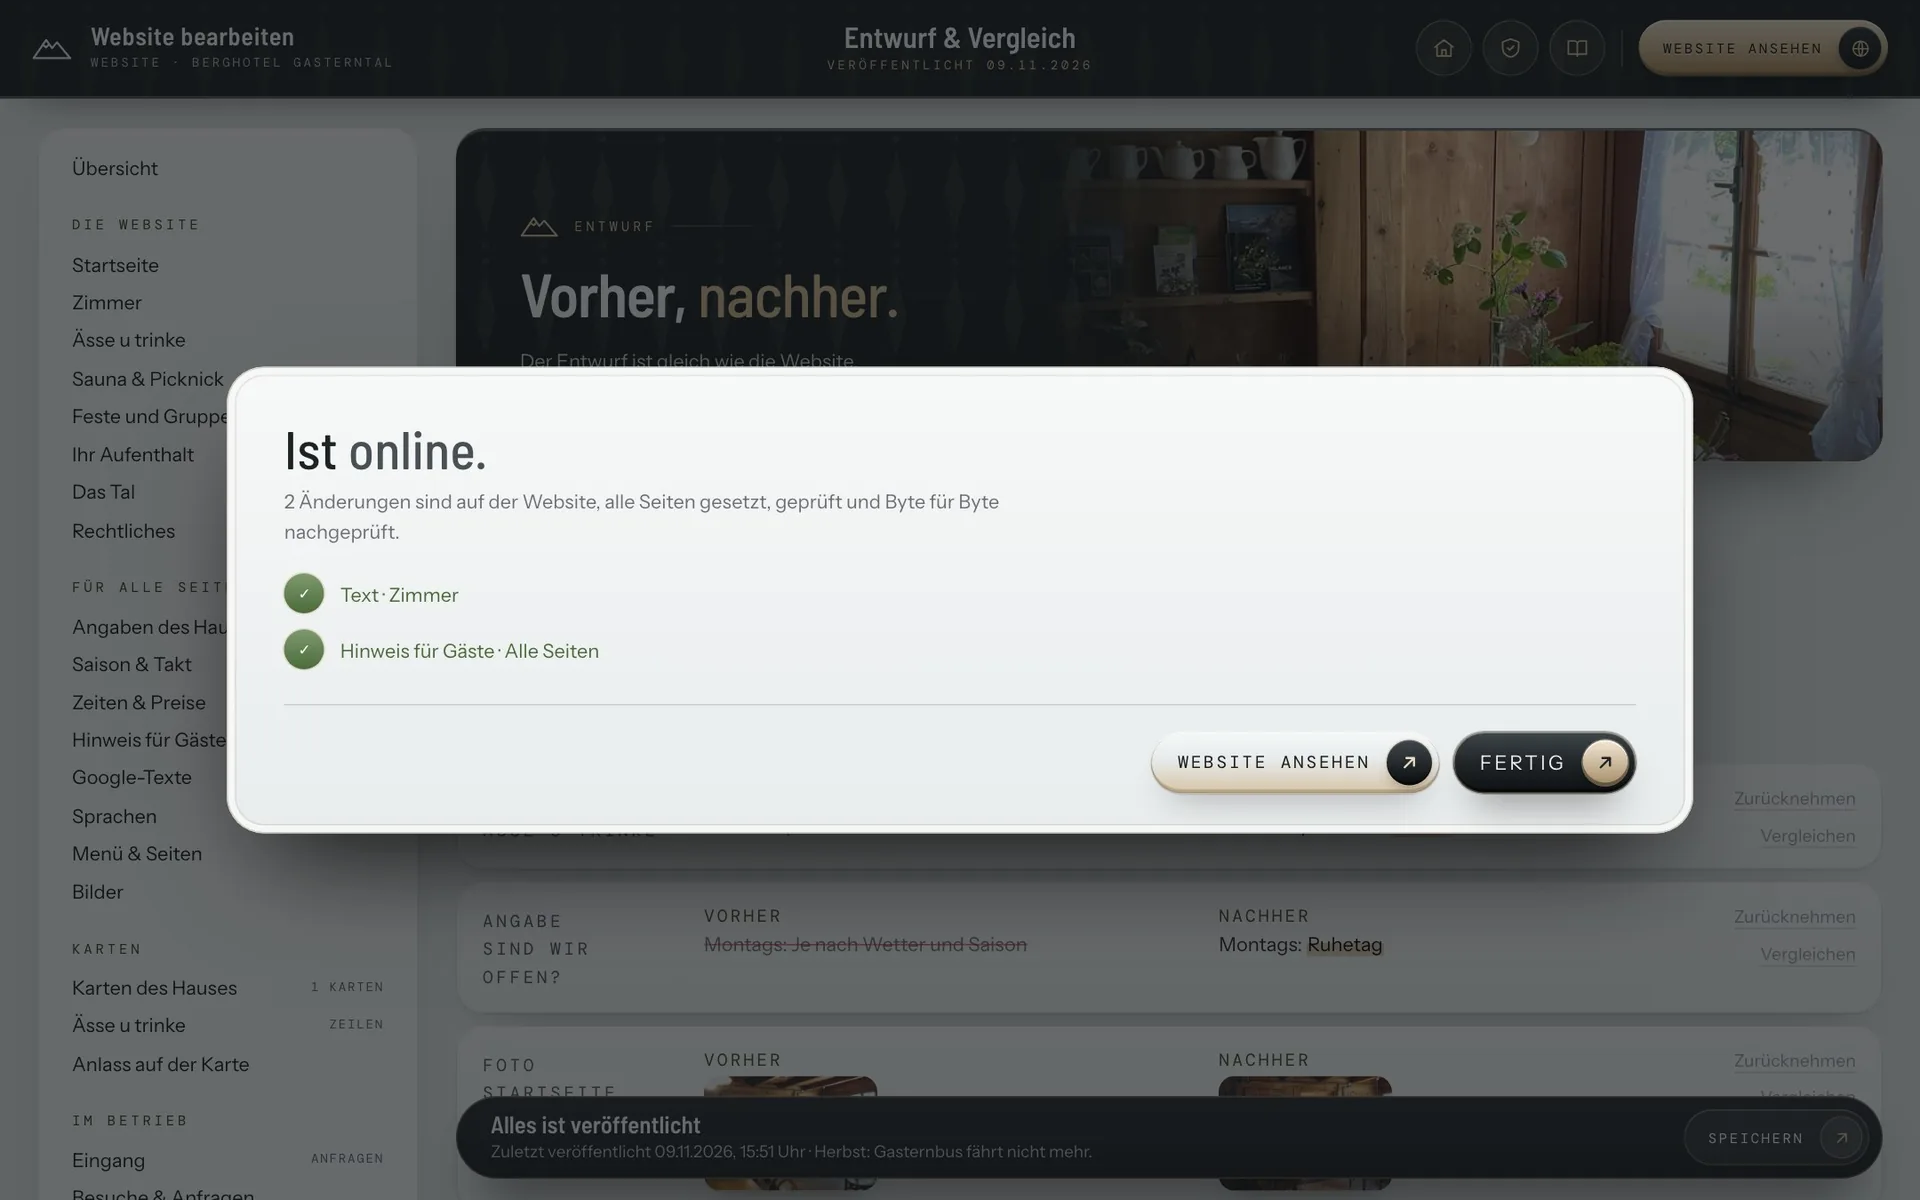 Website bearbeiten
WEBSITE · BERGHOTEL GASTERNTAL
Entwurf & Vergleich
VERÖFFENTLICHT 09.11.2026
WEBSITE ANSEHEN
Übersicht
DIE WEBSITE
Startseite
Zimmer
Ässe u trinke
Sauna & Picknick
Feste und Gruppe
Ihr Aufenthalt
Das Tal
Rechtliches
FÜR ALLE SEIT
Angaben des Hau
Saison & Takt
Zeiten & Preise
Hinweis für Gäste
Google-Texte
Sprachen
Menü & Seiten
Bilder
KARTEN
Karten des Hauses
1 KARTEN
Ässe u trinke
ZEILEN
Anlass auf der Karte
IM BETRIEB
Eingang
ANFRAGEN
Besuche & Anfragen
ENTWURF
Vorher, nachher.
Der Entwurf ist gleich wie die Website
Ist online.
2 Änderungen sind auf der Website, alle Seiten gesetzt, geprüft und Byte für Byte
nachgeprüft.
✓ Text · Zimmer
✓ Hinweis für Gäste · Alle Seiten
WEBSITE ANSEHEN
FERTIG
Zurücknehmen
Vergleichen
ANGABE
SIND WIR
OFFEN?
VORHER
Montags: Je nach Wetter und Saison
NACHHER
Montags: Ruhetag
Zurücknehmen
Vergleichen
FOTO
STARTSEITE
VORHER
NACHHER
Zurücknehmen
Vergleichen
Alles ist veröffentlicht
Zuletzt veröffentlicht 09.11.2026, 15:51 Uhr · Herbst: Gasternbus fährt nicht mehr.
SPEICHERN